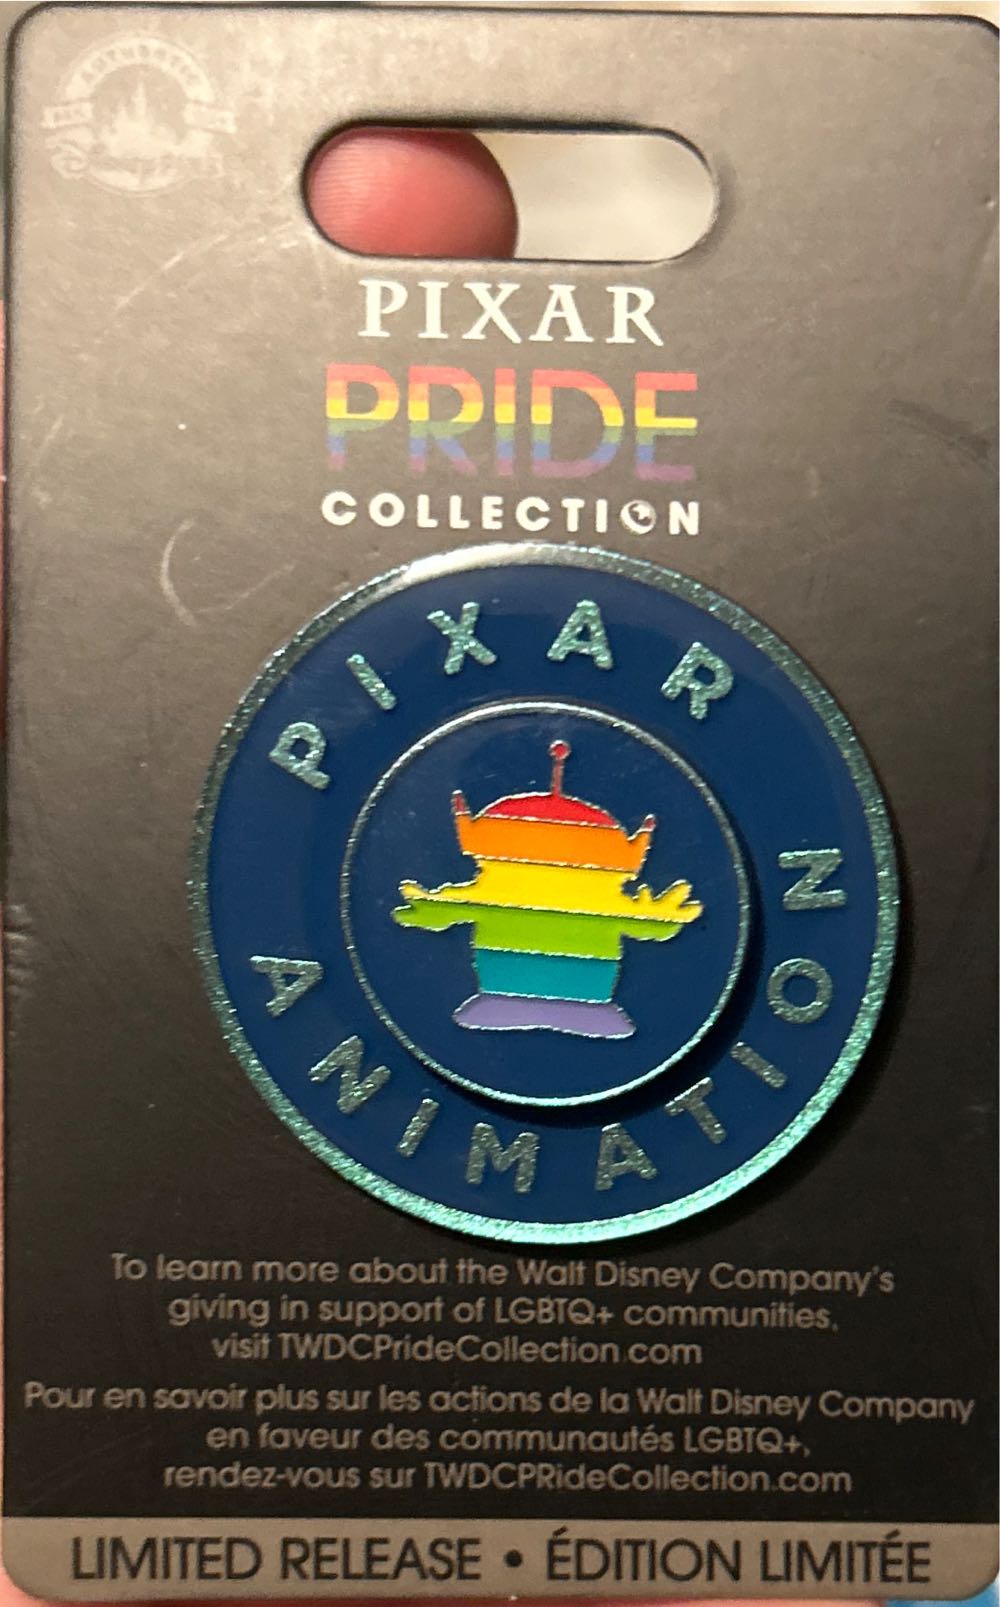 PIXAR
PRIDE
COLLECTION
PIXAR
ANIMATION
To learn more about the Walt Disney Company's
giving in support of LGBTQ+ communities,
visit TWDCPrideCollection.com
Pour en savoir plus sur les actions de la Walt Disney Company
en faveur des communautés LGBTQ+,
rendez-vous sur TWDCPRideCollection.com
LIMITED RELEASE • ÉDITION LIMITÉE